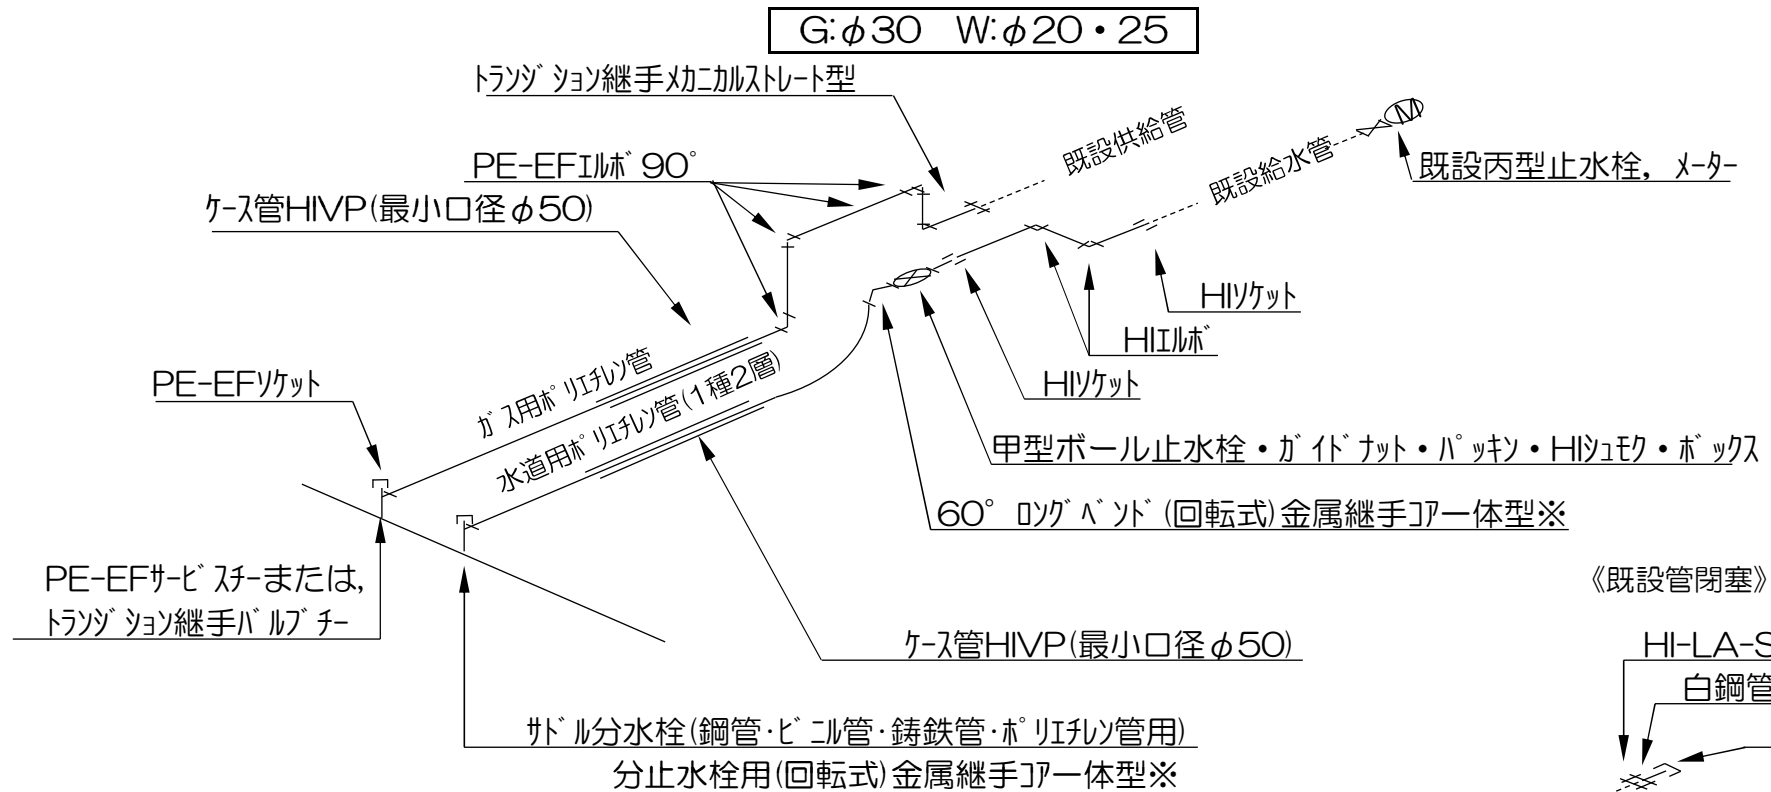 G:φ30　W:φ20・25
ﾄﾗﾝｼﾞｼｮﾝ継手ﾒｶﾆｶﾙｽﾄﾚｰﾄ型
PE-EFｴﾙﾎﾞ90°
ｹｰｽ管HIVP(最小口径φ50)
既設供給管
既設給水管
M
既設丙型止水栓，ﾒｰﾀｰ
HIｿｹｯﾄ
HIｴﾙﾎﾞ
HIｿｹｯﾄ
PE-EFｿｹｯﾄ
ｶﾞｽ用ﾎﾟﾘｴﾁﾚﾝ管
水道用ﾎﾟﾘｴﾁﾚﾝ管(1種2層)
甲型ボール止水栓・ｶﾞｲﾄﾞﾅｯﾄ・ﾊﾟｯｷﾝ・HIｼｭﾓｸ・ﾎﾞｯｸｽ
60°ﾛﾝｸﾞﾍﾞﾝﾄﾞ(回転式)金属継手ｺｱ一体型※
PE-EFｻｰﾋﾞｽﾁｰまたは，
ﾄﾗﾝｼﾞｼｮﾝ継手ﾊﾞﾙﾌﾞﾁｰ
《既設管閉塞》
ｹｰｽ管HIVP(最小口径φ50)
HI-LA-S
白鋼管
ｻﾄﾞﾙ分水栓(鋼管･ﾋﾞﾆﾙ管･鋳鉄管･ﾎﾟﾘｴﾁﾚﾝ管用)
分止水栓用(回転式)金属継手ｺｱ一体型※